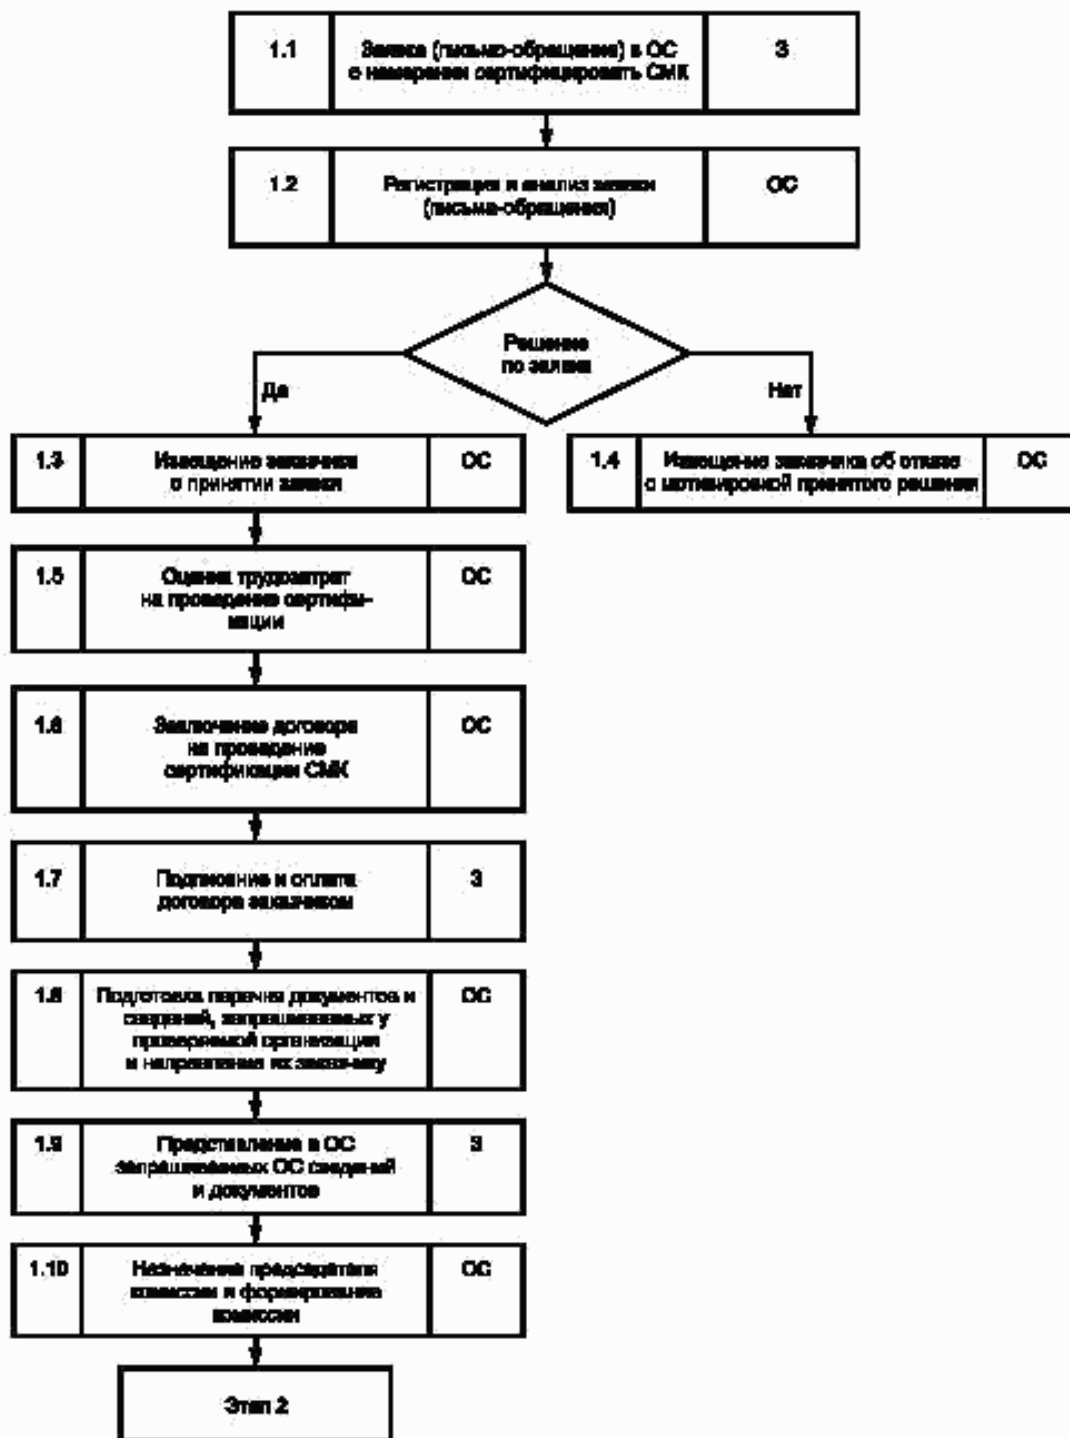 1.1
Заявка (письмо-обращение) в ОС
о намерении сертифицировать СМК
З
1.2
Регистрация и анализ заявки
(письма-обращения)
ОС
Решение
по заявке
Да
Нет
1.3
Извещение заказчика
о принятии заявки
ОС
1.4
Извещение заказчика об отказе
с мотивировкой принятого решения
ОС
1.5
Оценка трудозатрат
на проведение сертифи-
кации
ОС
1.6
Заключение договора
на проведение
сертификации СМК
ОС
1.7
Подписание и оплата
договора заказчиком
З
1.8
Подготовка перечня документов и
сведений, запрашиваемых у
проверяемой организации
и направление их заказчику
ОС
1.9
Представление в ОС
запрашиваемых ОС сведений
и документов
З
1.10
Назначение председателя
комиссии и формирование
комиссии
ОС
Этап 2